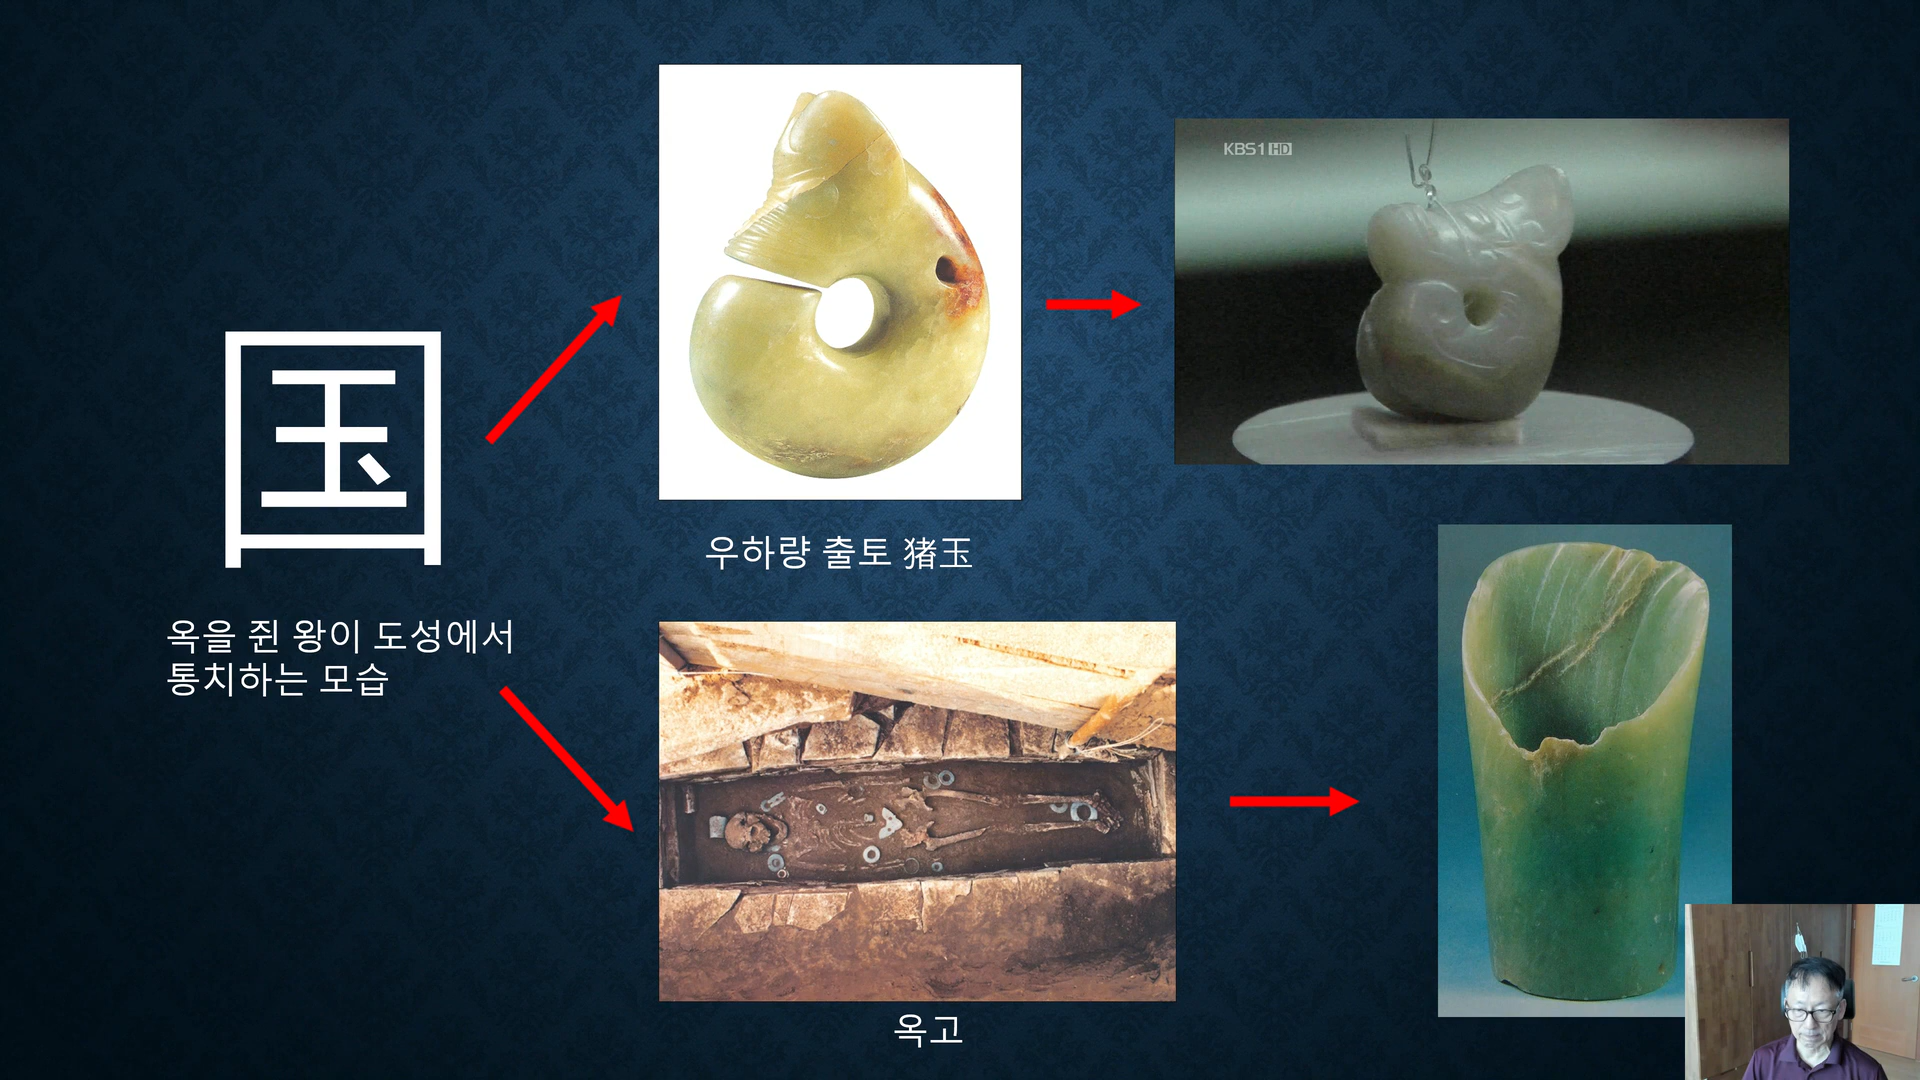 国
옥을 쥔 왕이 도성에서
통치하는 모습
우하량 출토 猪玉
KBS1 HD
옥고